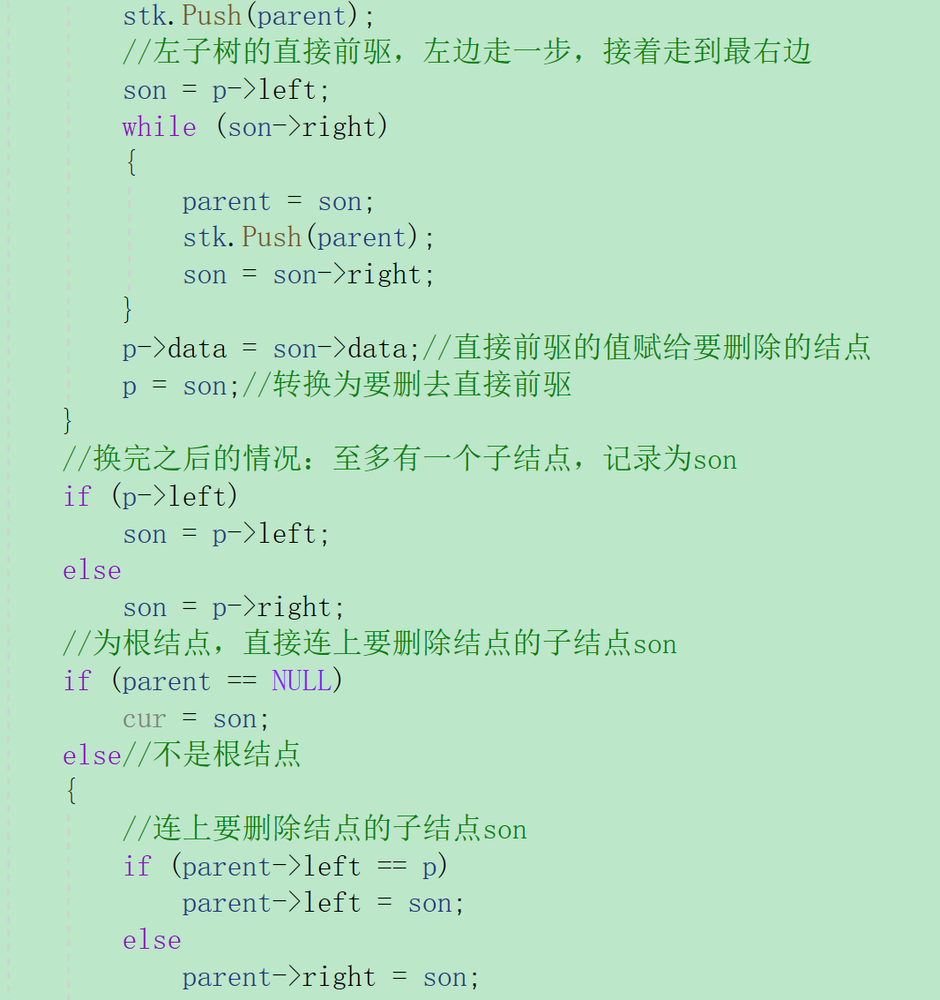 stk.Push(parent);
//左子树的直接前驱，左边走一步，接着走到最右边
son = p->left;
while (son->right)
{
parent = son;
stk.Push(parent);
son = son->right;
}
p->data = son->data;//直接前驱的值赋给要删除的结点
p = son;//转换为要删去直接前驱
}
//换完之后的情况：至多有一个子结点，记录为son
if (p->left)
son = p->left;
else
son = p->right;
//为根结点，直接连上要删除结点的子结点son
if (parent == NULL)
cur = son;
else//不是根结点
{
//连上要删除结点的子结点son
if (parent->left == p)
parent->left = son;
else
parent->right = son;